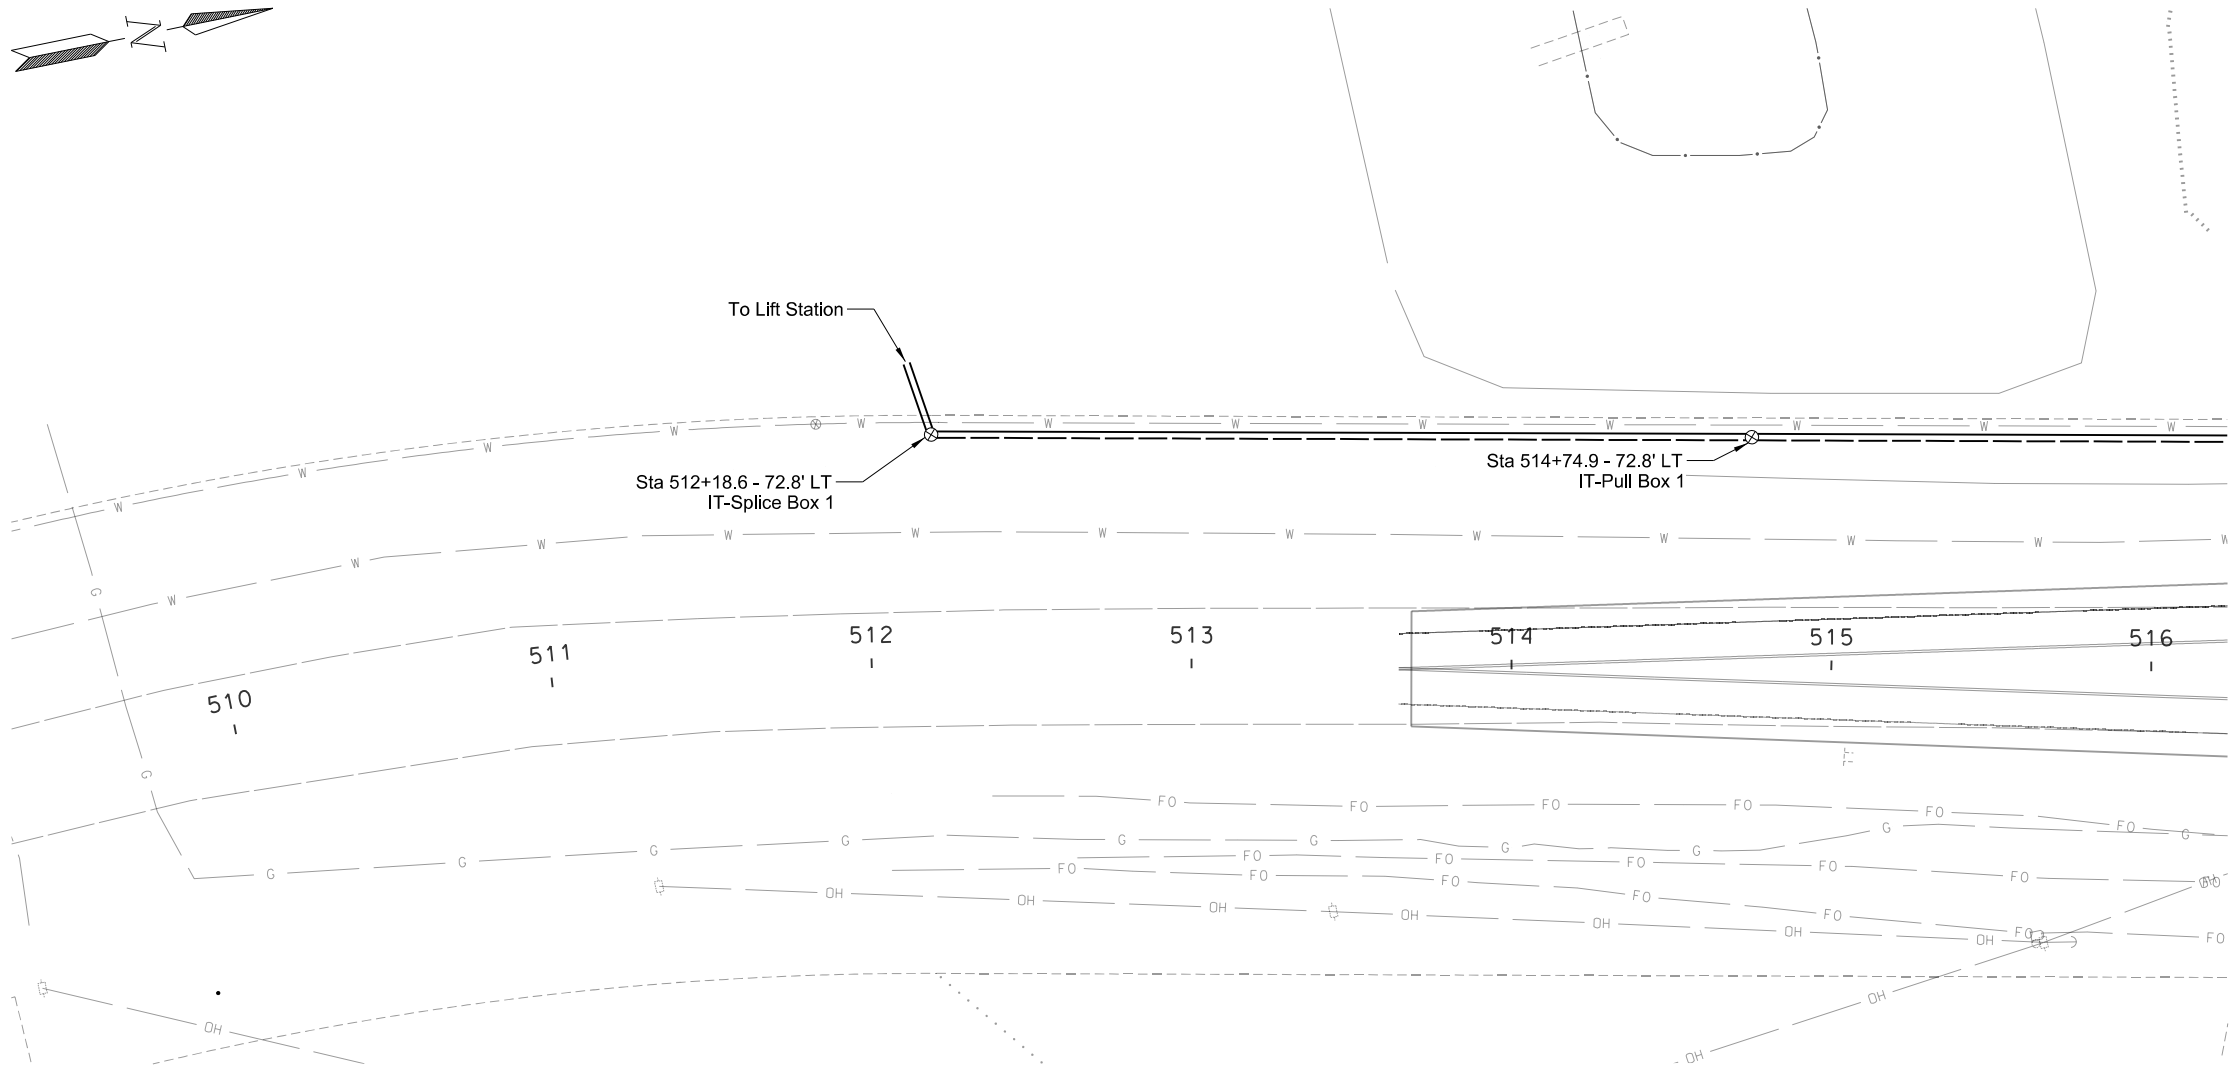 N
To Lift Station
W W W W W W W W W W W W
Sta 514+74.9 - 72.8' LT
IT-Pull Box 1
Sta 512+18.6 - 72.8' LT
IT-Splice Box 1
W W W W W W W W W W W W
G
510 511 512 513 514 515 516
G
FO FO FO FO FO FO
G G G G G G G G G G
FO FO FO FO FO
FO FO FO FO FO FO FO
OH OH OH OH OH OH OH
OH
OH
OH
OH